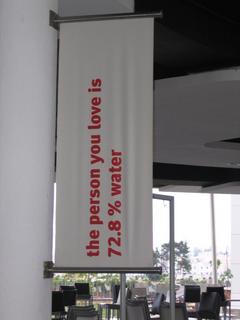 the person you love is
72.8 % water